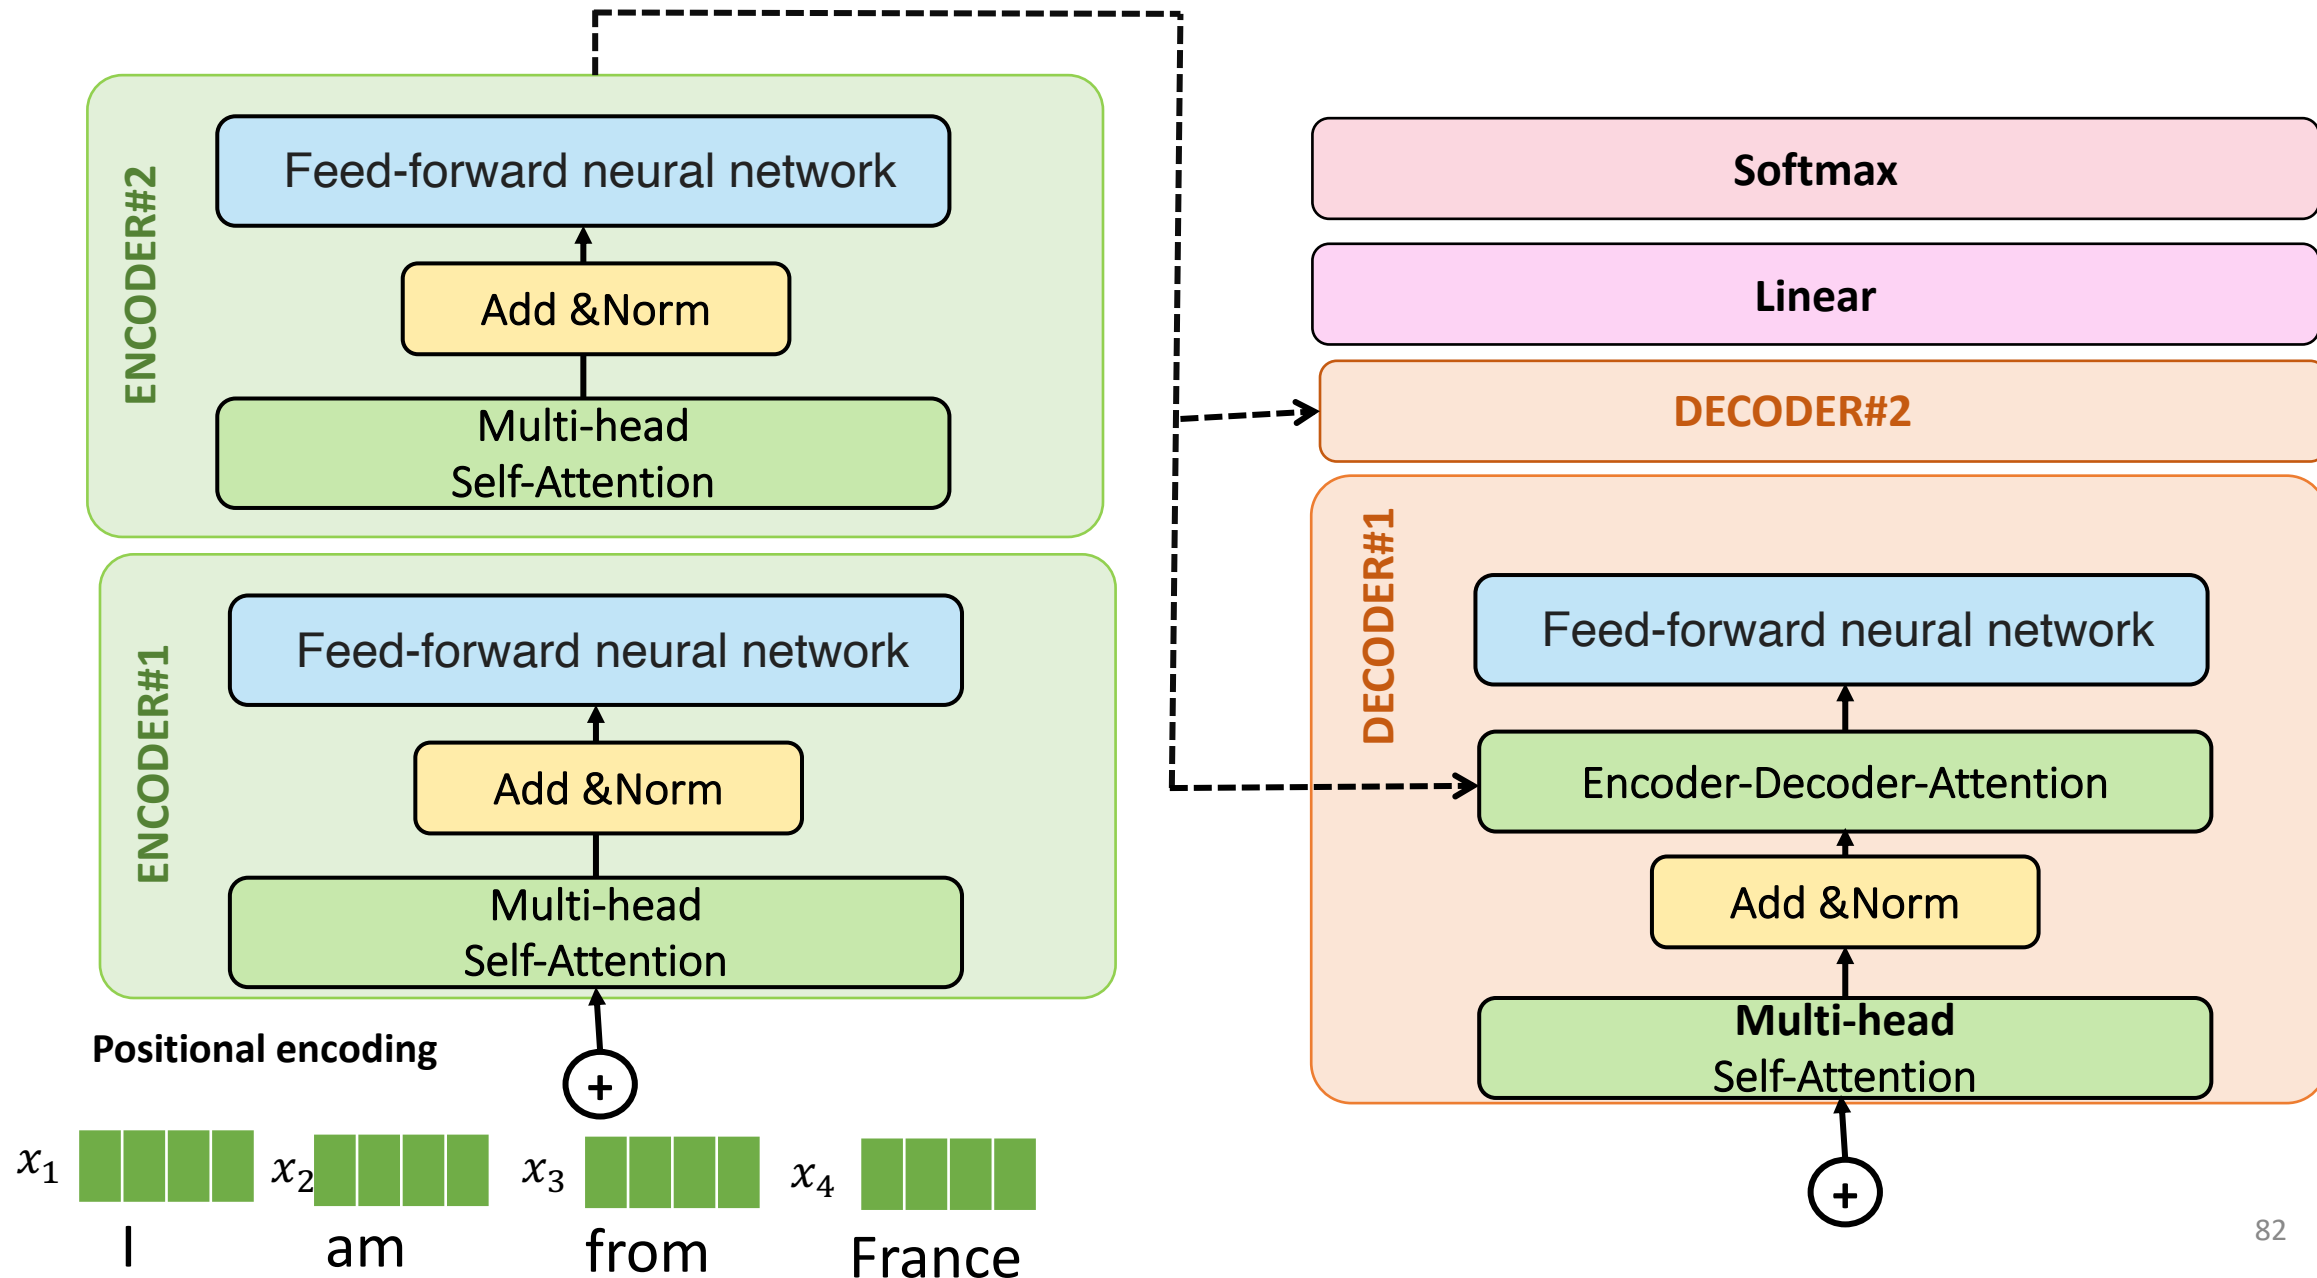 ENCODER#2
Feed-forward neural network
Add &Norm
Multi-head
Self-Attention
ENCODER#1
Feed-forward neural network
Add &Norm
Multi-head
Self-Attention
Positional encoding
+
x₁
x₂
x₃
x₄
I
am
from
France
Softmax
Linear
DECODER#2
DECODER#1
Feed-forward neural network
Encoder-Decoder-Attention
Add &Norm
Multi-head
Self-Attention
+
82